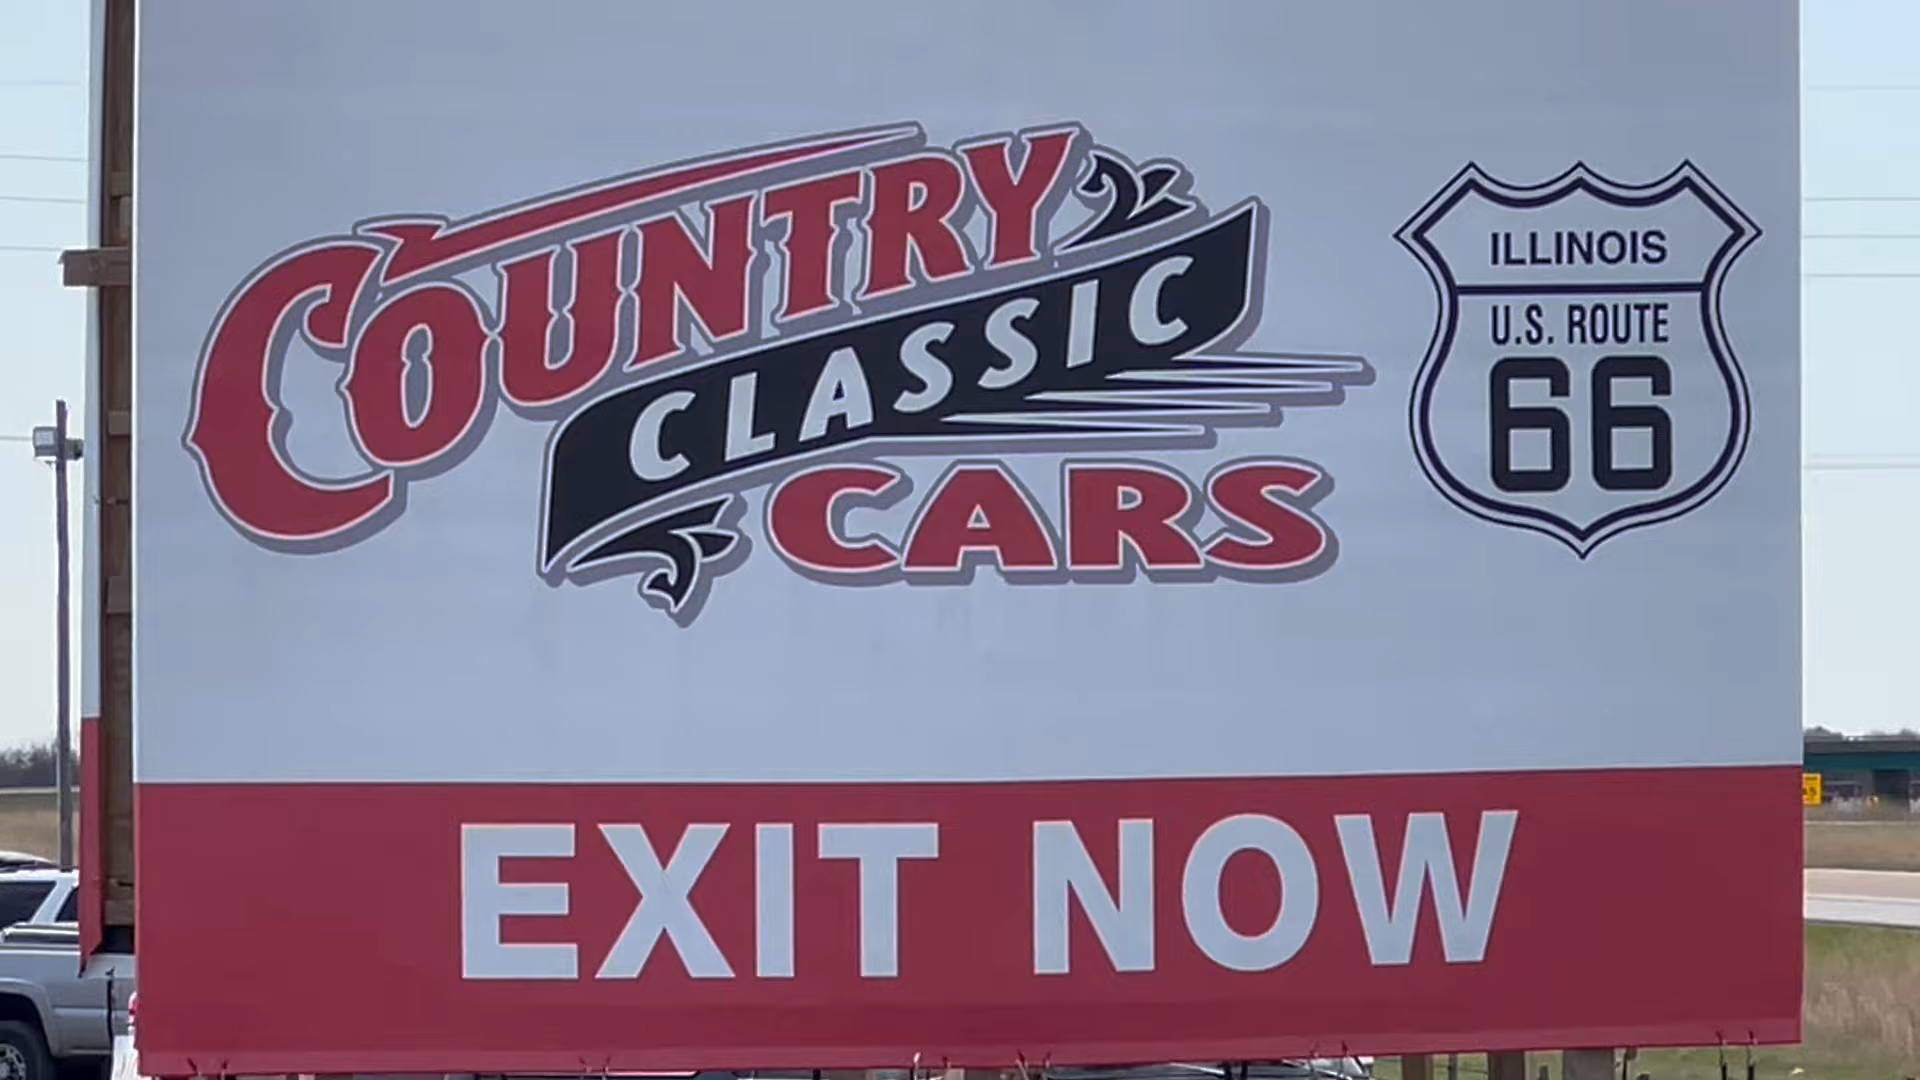 COUNTRY
CLASSIC
CARS
ILLINOIS
U.S. ROUTE
66
EXIT NOW